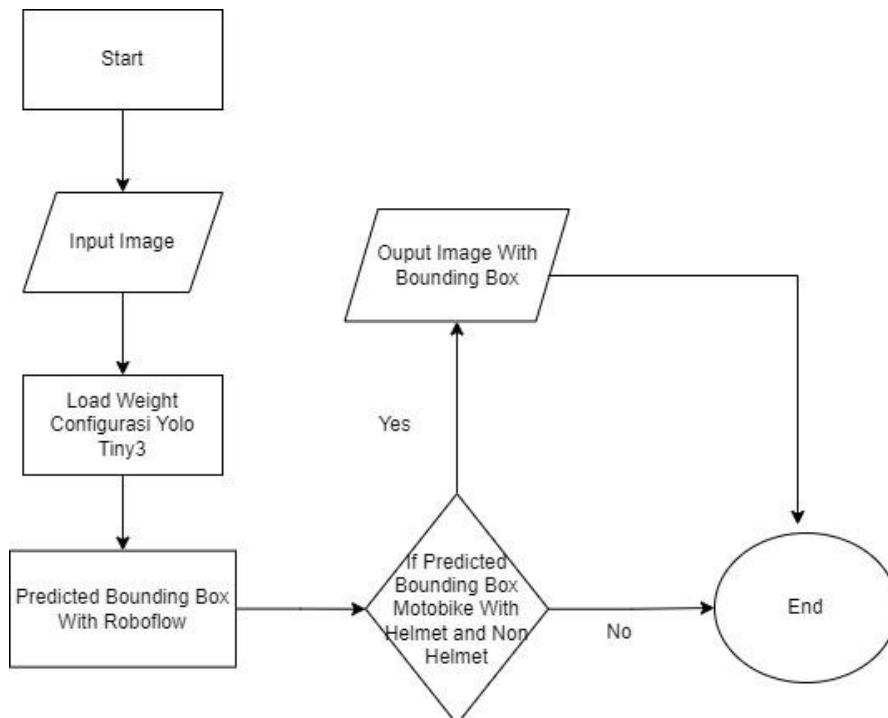 Start
Input Image
Load Weight
Configurasi Yolo
Tiny3
Predicted Bounding Box
With Roboflow
If Predicted
Bounding Box
Motobike With
Helmet and Non
Helmet
Yes
Ouput Image With
Bounding Box
No
End